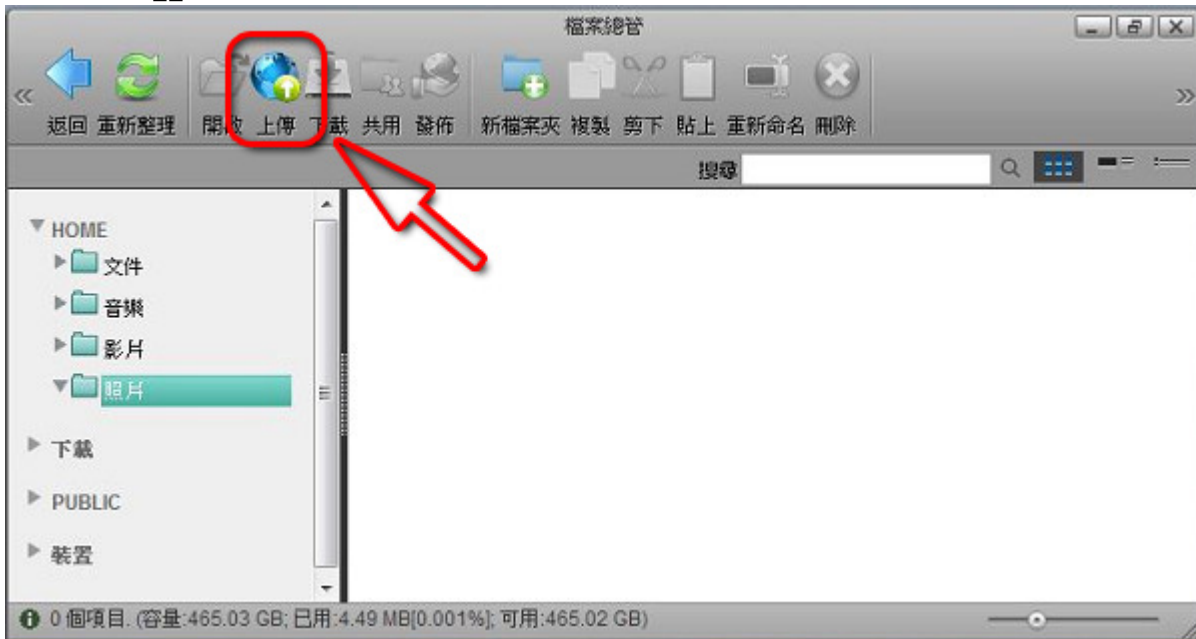 檔案總管
返回 重新整理 開啟 上傳 下載 共用 發佈 新檔案夾 複製 剪下 貼上 重新命名 刪除
搜尋
HOME
文件
音樂
影片
照片
下載
PUBLIC
裝置
0 個項目. (容量:465.03 GB; 已用:4.49 MB[0.001%]; 可用:465.02 GB)